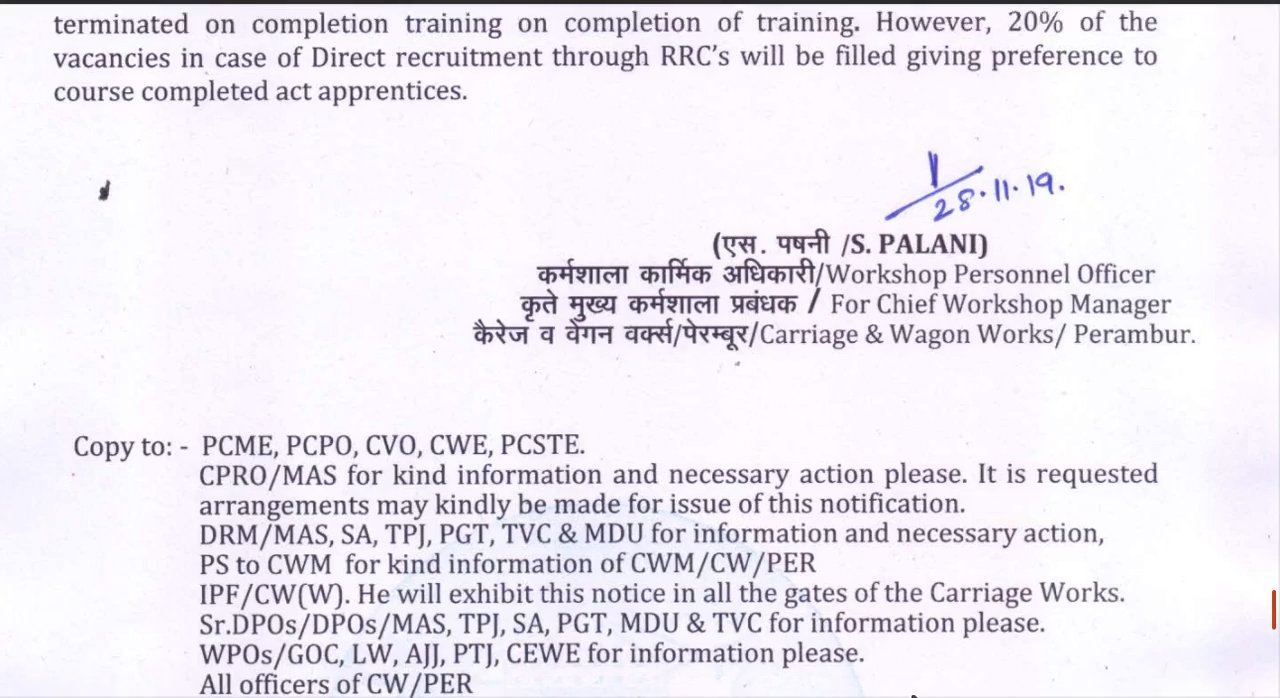 terminated on completion training on completion of training. However, 20% of the
vacancies in case of Direct recruitment through RRC's will be filled giving preference to
course completed act apprentices.
28.11.19.
(एस. पषनी /S. PALANI)
कर्मशाला कार्मिक अधिकारी/Workshop Personnel Officer
कृते मुख्य कर्मशाला प्रबंधक / For Chief Workshop Manager
कैरेज व वेगन वर्क्स/पेरम्बूर/Carriage & Wagon Works/ Perambur.
Copy to: - PCME, PCPO, CVO, CWE, PCSTE.
CPRO/MAS for kind information and necessary action please. It is requested
arrangements may kindly be made for issue of this notification.
DRM/MAS, SA, TPJ, PGT, TVC & MDU for information and necessary action,
PS to CWM for kind information of CWM/CW/PER
IPF/CW(W). He will exhibit this notice in all the gates of the Carriage Works.
Sr.DPOs/DPOs/MAS, TPJ, SA, PGT, MDU & TVC for information please.
WPOs/GOC, LW, AJJ, PTJ, CEWE for information please.
All officers of CW/PER